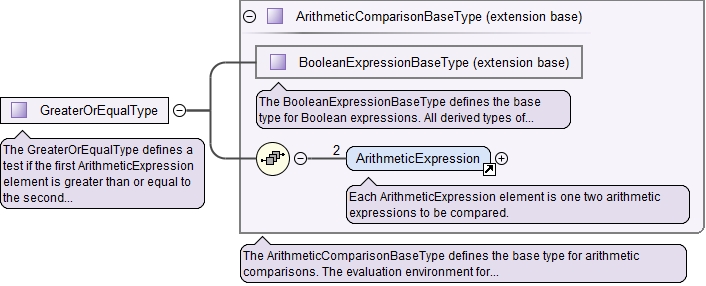 ArithmeticComparisonBaseType (extension base)
BooleanExpressionBaseType (extension base)
The BooleanExpressionBaseType defines the base
type for Boolean expressions. All derived types of...
GreaterOrEqualType
The GreaterOrEqualType defines a
test if the first ArithmeticExpression
element is greater than or equal to
the second...
2
ArithmeticExpression
Each ArithmeticExpression element is one two arithmetic
expressions to be compared.
The ArithmeticComparisonBaseType defines the base type for arithmetic
comparisons. The evaluation environment for...